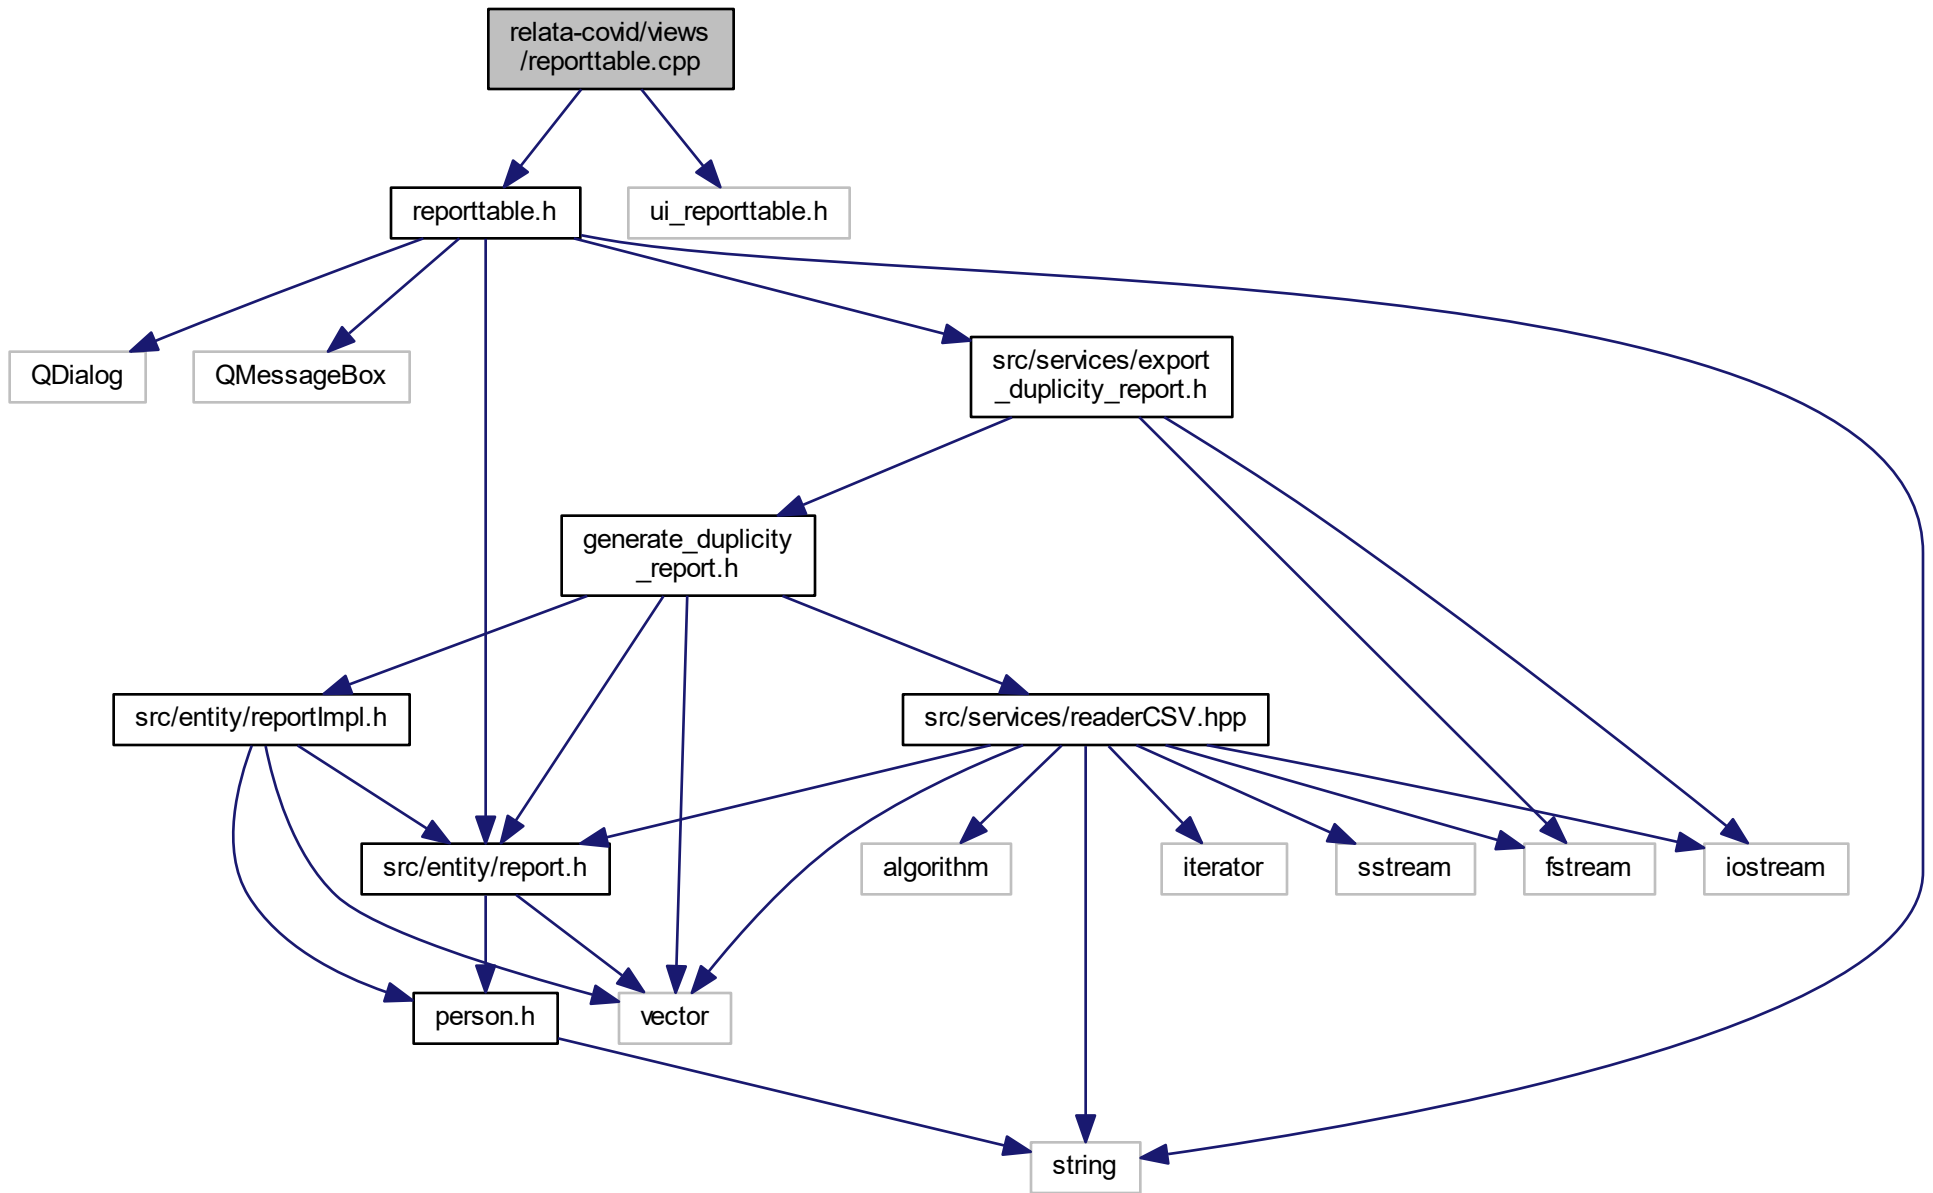 relata-covid/views
/reporttable.cpp
reporttable.h
ui_reporttable.h
QDialog
QMessageBox
src/services/export
_duplicity_report.h
generate_duplicity
_report.h
src/entity/reportImpl.h
src/services/readerCSV.hpp
src/entity/report.h
algorithm
iterator
sstream
fstream
iostream
person.h
vector
string